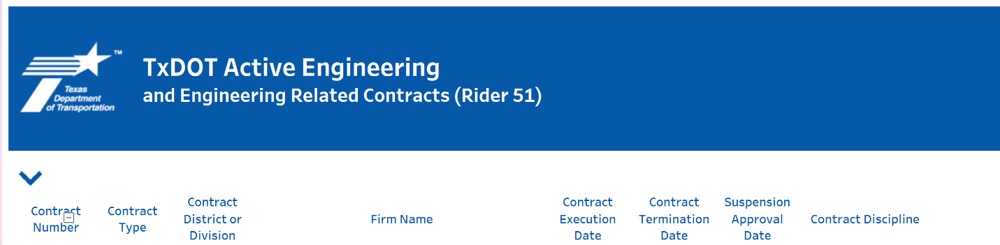 TM
TxDOT Active Engineering
and Engineering Related Contracts (Rider 51)
Texas
Department
of Transportation
Contract
Number
Contract
Type
Contract
District or
Division
Firm Name
Contract
Execution
Date
Contract
Termination
Date
Suspension
Approval
Date
Contract Discipline